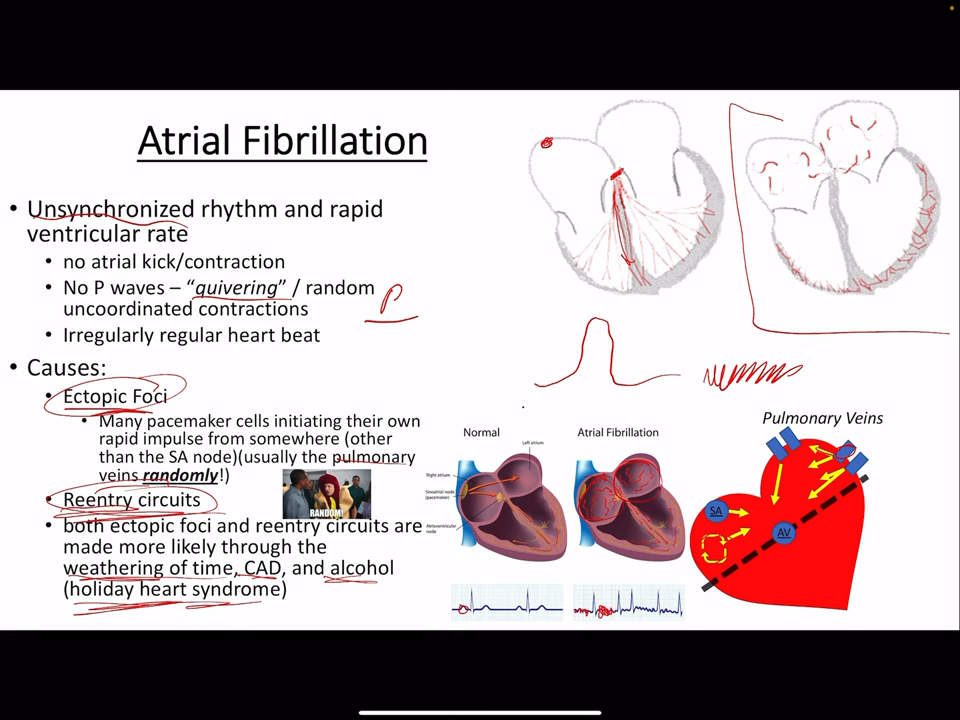 Atrial Fibrillation
• Unsynchronized rhythm and rapid
ventricular rate
• no atrial kick/contraction
• No P waves – “quivering” / random
uncoordinated contractions
• Irregularly regular heart beat
P
• Causes:
• Ectopic Foci
• Many pacemaker cells initiating their own
rapid impulse from somewhere (other
than the SA node)(usually the pulmonary
veins randomly!)
RANDOM!
• Reentry circuits
• both ectopic foci and reentry circuits are
made more likely through the
weathering of time, CAD, and alcohol
(holiday heart syndrome)
Normal
Left atrium
Right atrium
Sinoatrial node
(pacemaker)
Atrioventricular
node
Atrial Fibrillation
Pulmonary Veins
SA
AV